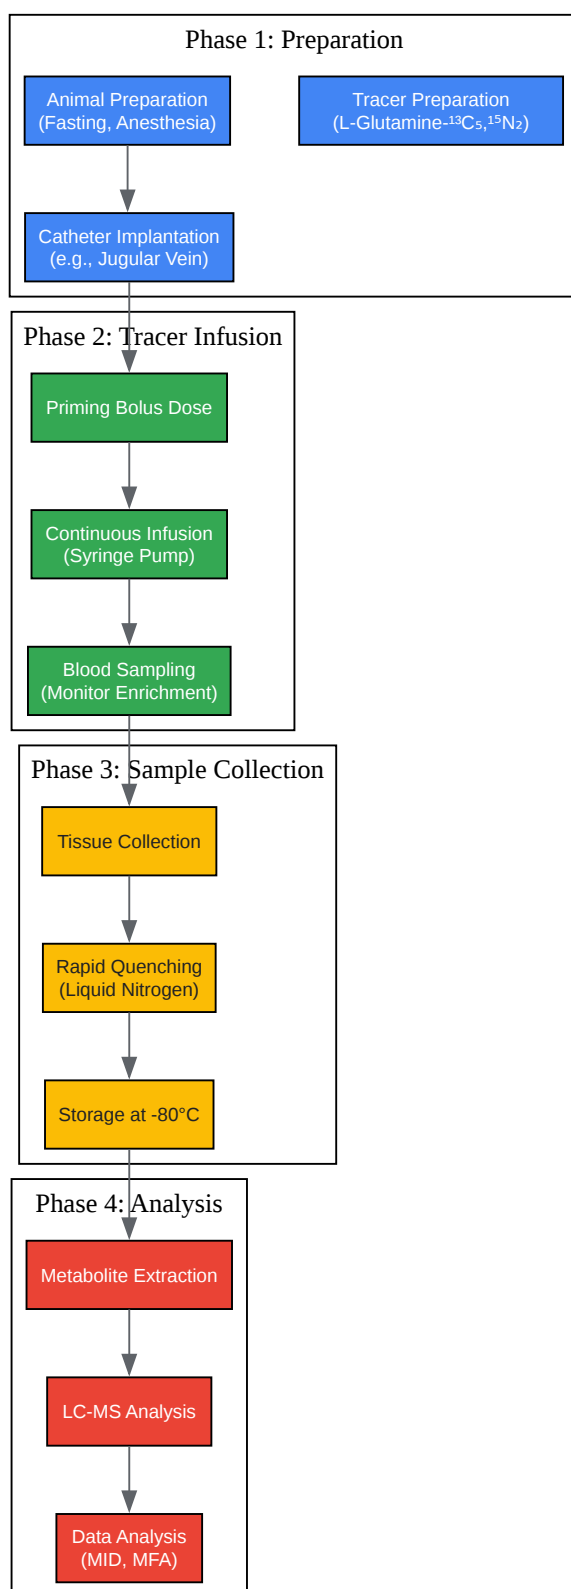 Phase 1: Preparation
Animal Preparation
(Fasting, Anesthesia)
Tracer Preparation
(L-Glutamine-¹³C₅,¹⁵N₂)
Catheter Implantation
(e.g., Jugular Vein)
Phase 2: Tracer Infusion
Priming Bolus Dose
Continuous Infusion
(Syringe Pump)
Blood Sampling
(Monitor Enrichment)
Phase 3: Sample Collection
Tissue Collection
Rapid Quenching
(Liquid Nitrogen)
Storage at -80°C
Phase 4: Analysis
Metabolite Extraction
LC-MS Analysis
Data Analysis
(MID, MFA)